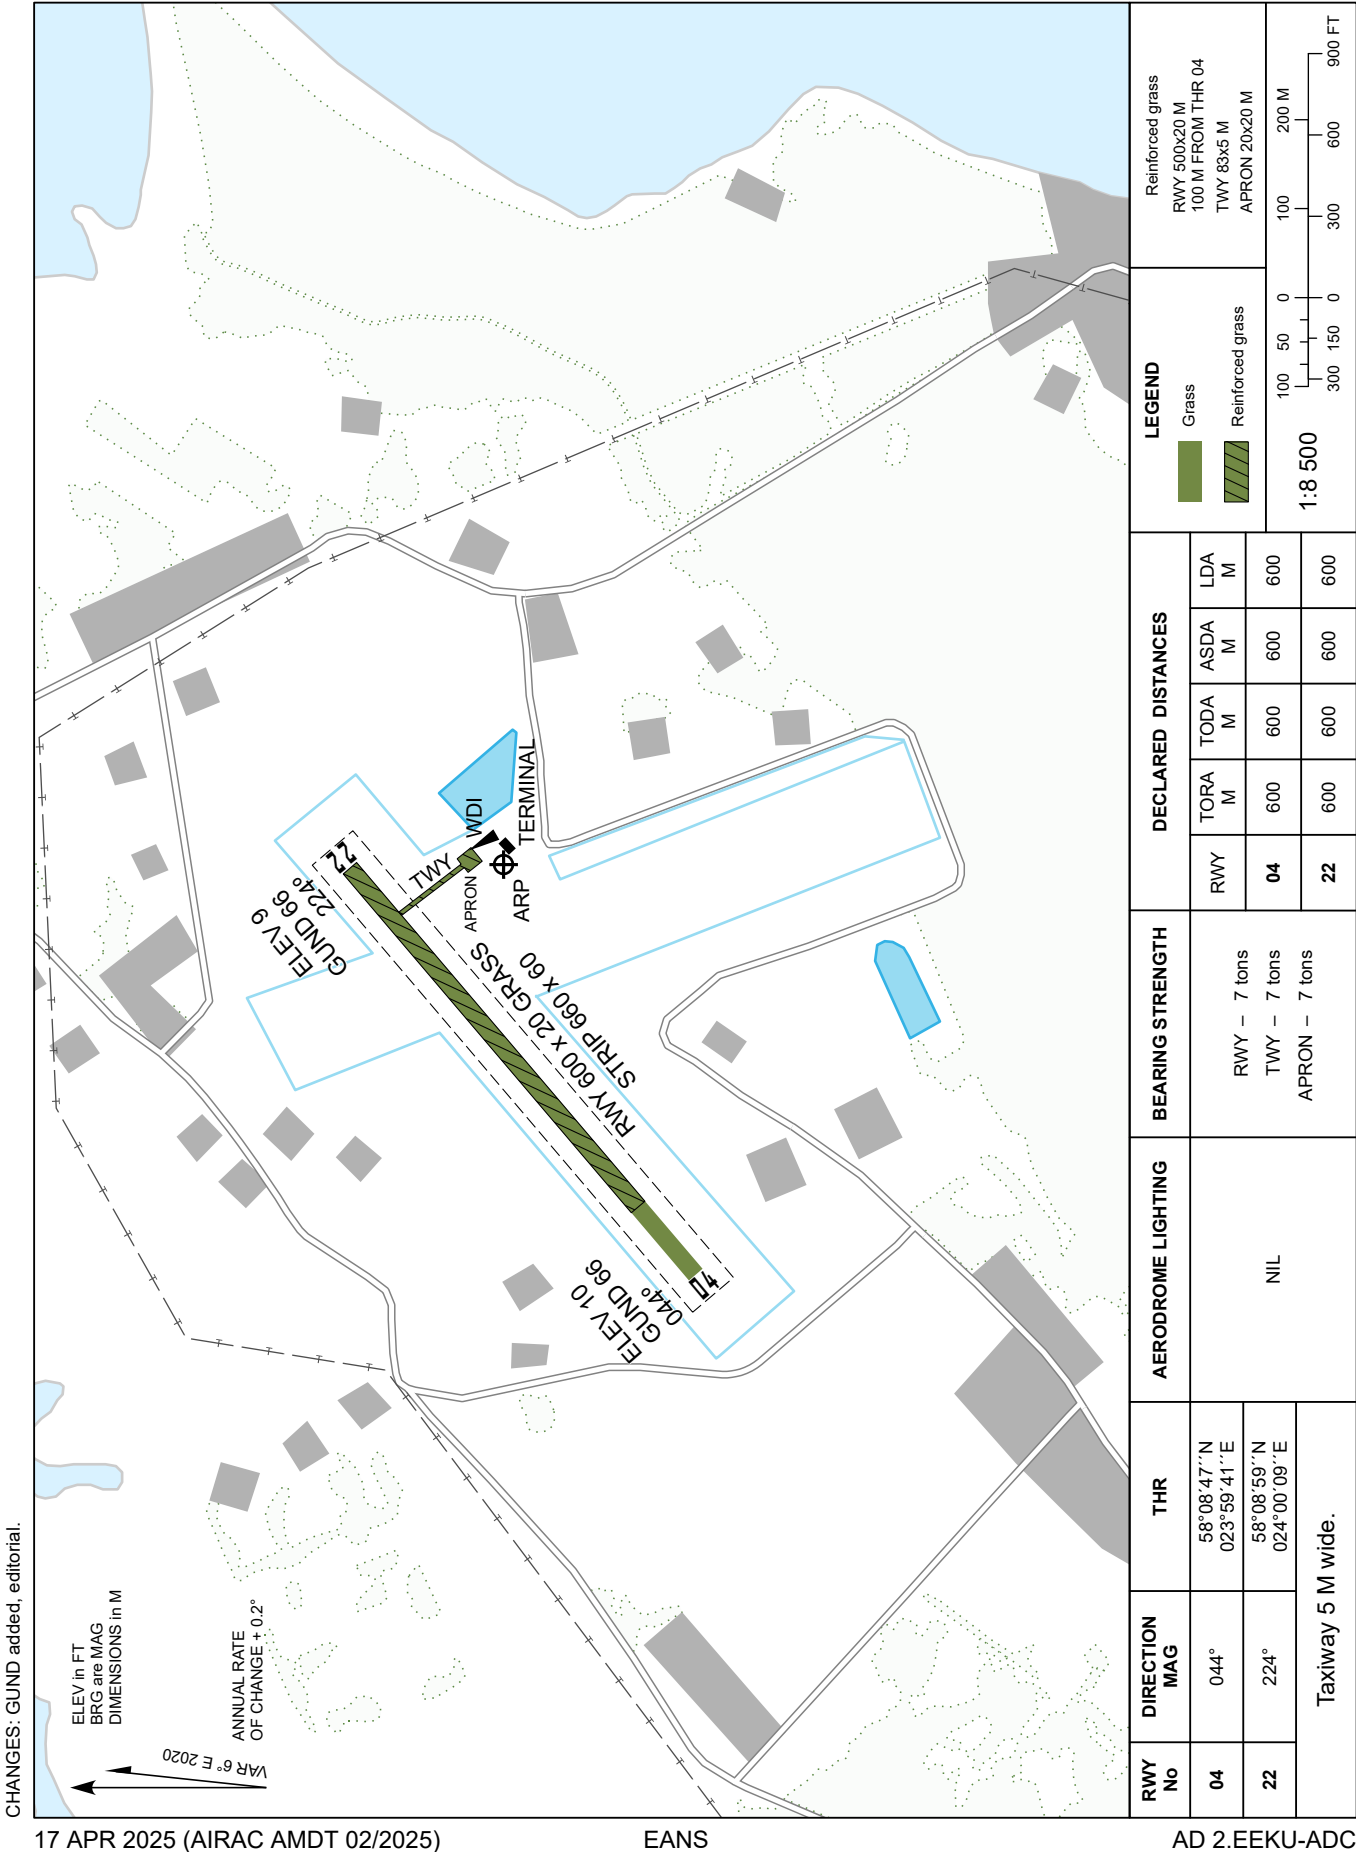 CHANGES: GUND added, editorial.
ELEV in FT
BRG are MAG
DIMENSIONS in M
ANNUAL RATE
OF CHANGE + 0.2°
VAR 6° E 2020
ELEV 9
GUND 66
224°
22
TWY
WDI
APRON
TERMINAL
ARP
RWY 600 x 20 GRASS
STRIP 660 x 60
ELEV 10
GUND 66
044°
04
RWY
No
DIRECTION
MAG
THR
AERODROME LIGHTING
BEARING STRENGTH
DECLARED DISTANCES
04
044°
58°08´47´´N
023°59´41´´E
22
224°
58°08´59´´N
024°00´09´´E
Taxiway 5 M wide.
NIL
RWY – 7 tons
TWY – 7 tons
APRON – 7 tons
RWY
TORA
M
TODA
M
ASDA
M
LDA
M
04 600 600 600 600
22 600 600 600 600
LEGEND
Grass
Reinforced grass
Reinforced grass
RWY 500x20 M
100 M FROM THR 04
TWY 83x5 M
APRON 20x20 M
1:8 500
100 50 0 100 200 M
300 150 0 300 600 900 FT
17 APR 2025 (AIRAC AMDT 02/2025)
EANS
AD 2.EEKU-ADC